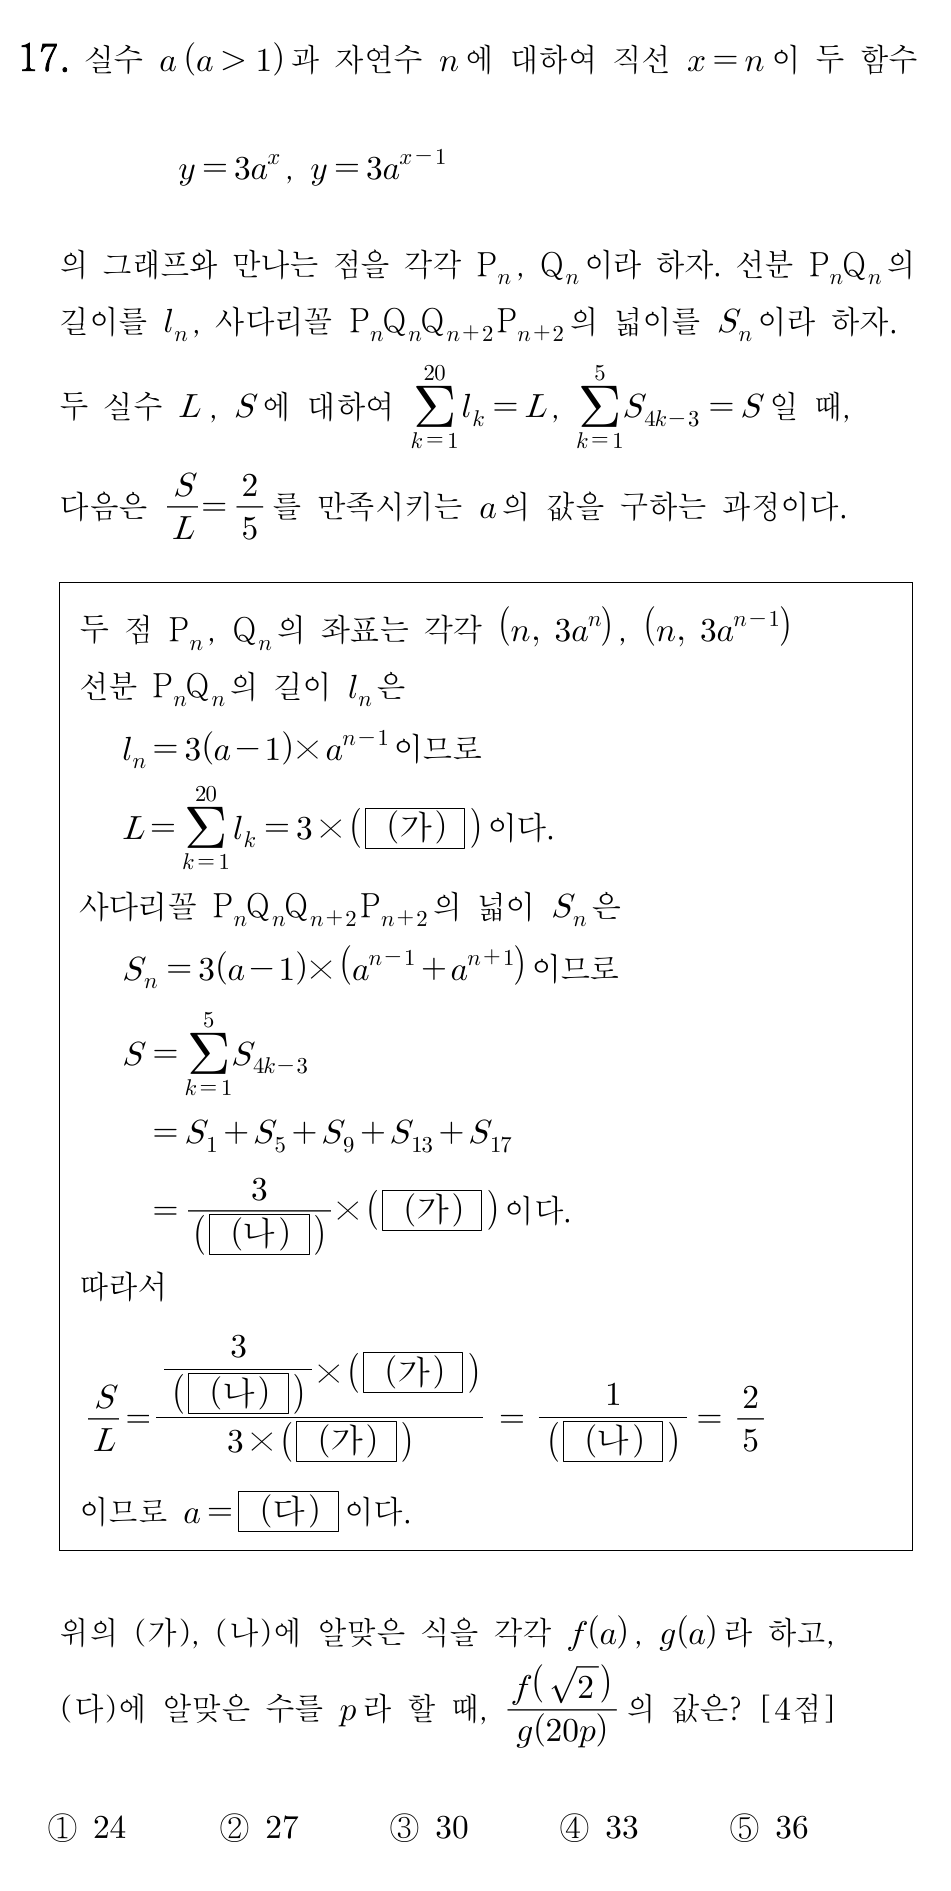 17. 실수 $a\,(a>1)$과 자연수 $n$에 대하여 직선 $x=n$이 두 함수
$y=3a^{x},\ y=3a^{x-1}$
의 그래프와 만나는 점을 각각 $\mathrm{P}_n$, $\mathrm{Q}_n$이라 하자. 선분 $\mathrm{P}_n\mathrm{Q}_n$의
길이를 $l_n$, 사다리꼴 $\mathrm{P}_n\mathrm{Q}_n\mathrm{Q}_{n+2}\mathrm{P}_{n+2}$의 넓이를 $S_n$이라 하자.
두 실수 $L$, $S$에 대하여 $\sum_{k=1}^{20} l_k=L$, $\sum_{k=1}^{5} S_{4k-3}=S$일 때,
다음은 $\frac{S}{L}=\frac{2}{5}$를 만족시키는 $a$의 값을 구하는 과정이다.
두 점 $\mathrm{P}_n$, $\mathrm{Q}_n$의 좌표는 각각 $(n,\ 3a^{n})$, $(n,\ 3a^{n-1})$
선분 $\mathrm{P}_n\mathrm{Q}_n$의 길이 $l_n$은
$l_n=3(a-1)\times a^{n-1}$이므로
$L=\sum_{k=1}^{20} l_k=3\times(\boxed{(가)})$이다.
사다리꼴 $\mathrm{P}_n\mathrm{Q}_n\mathrm{Q}_{n+2}\mathrm{P}_{n+2}$의 넓이 $S_n$은
$S_n=3(a-1)\times(a^{n-1}+a^{n+1})$이므로
$S=\sum_{k=1}^{5} S_{4k-3}$
$=S_1+S_5+S_9+S_{13}+S_{17}$
$=\frac{3}{(\boxed{(나)})}\times(\boxed{(가)})$이다.
따라서
$\frac{S}{L}=\frac{\frac{3}{(\boxed{(나)})}\times(\boxed{(가)})}{3\times(\boxed{(가)})}=\frac{1}{(\boxed{(나)})}=\frac{2}{5}$
이므로 $a=\boxed{(다)}$이다.
위의 (가), (나)에 알맞은 식을 각각 $f(a)$, $g(a)$라 하고,
(다)에 알맞은 수를 $p$라 할 때, $\frac{f(\sqrt{2})}{g(20p)}$의 값은? [4점]
① 24 ② 27 ③ 30 ④ 33 ⑤ 36